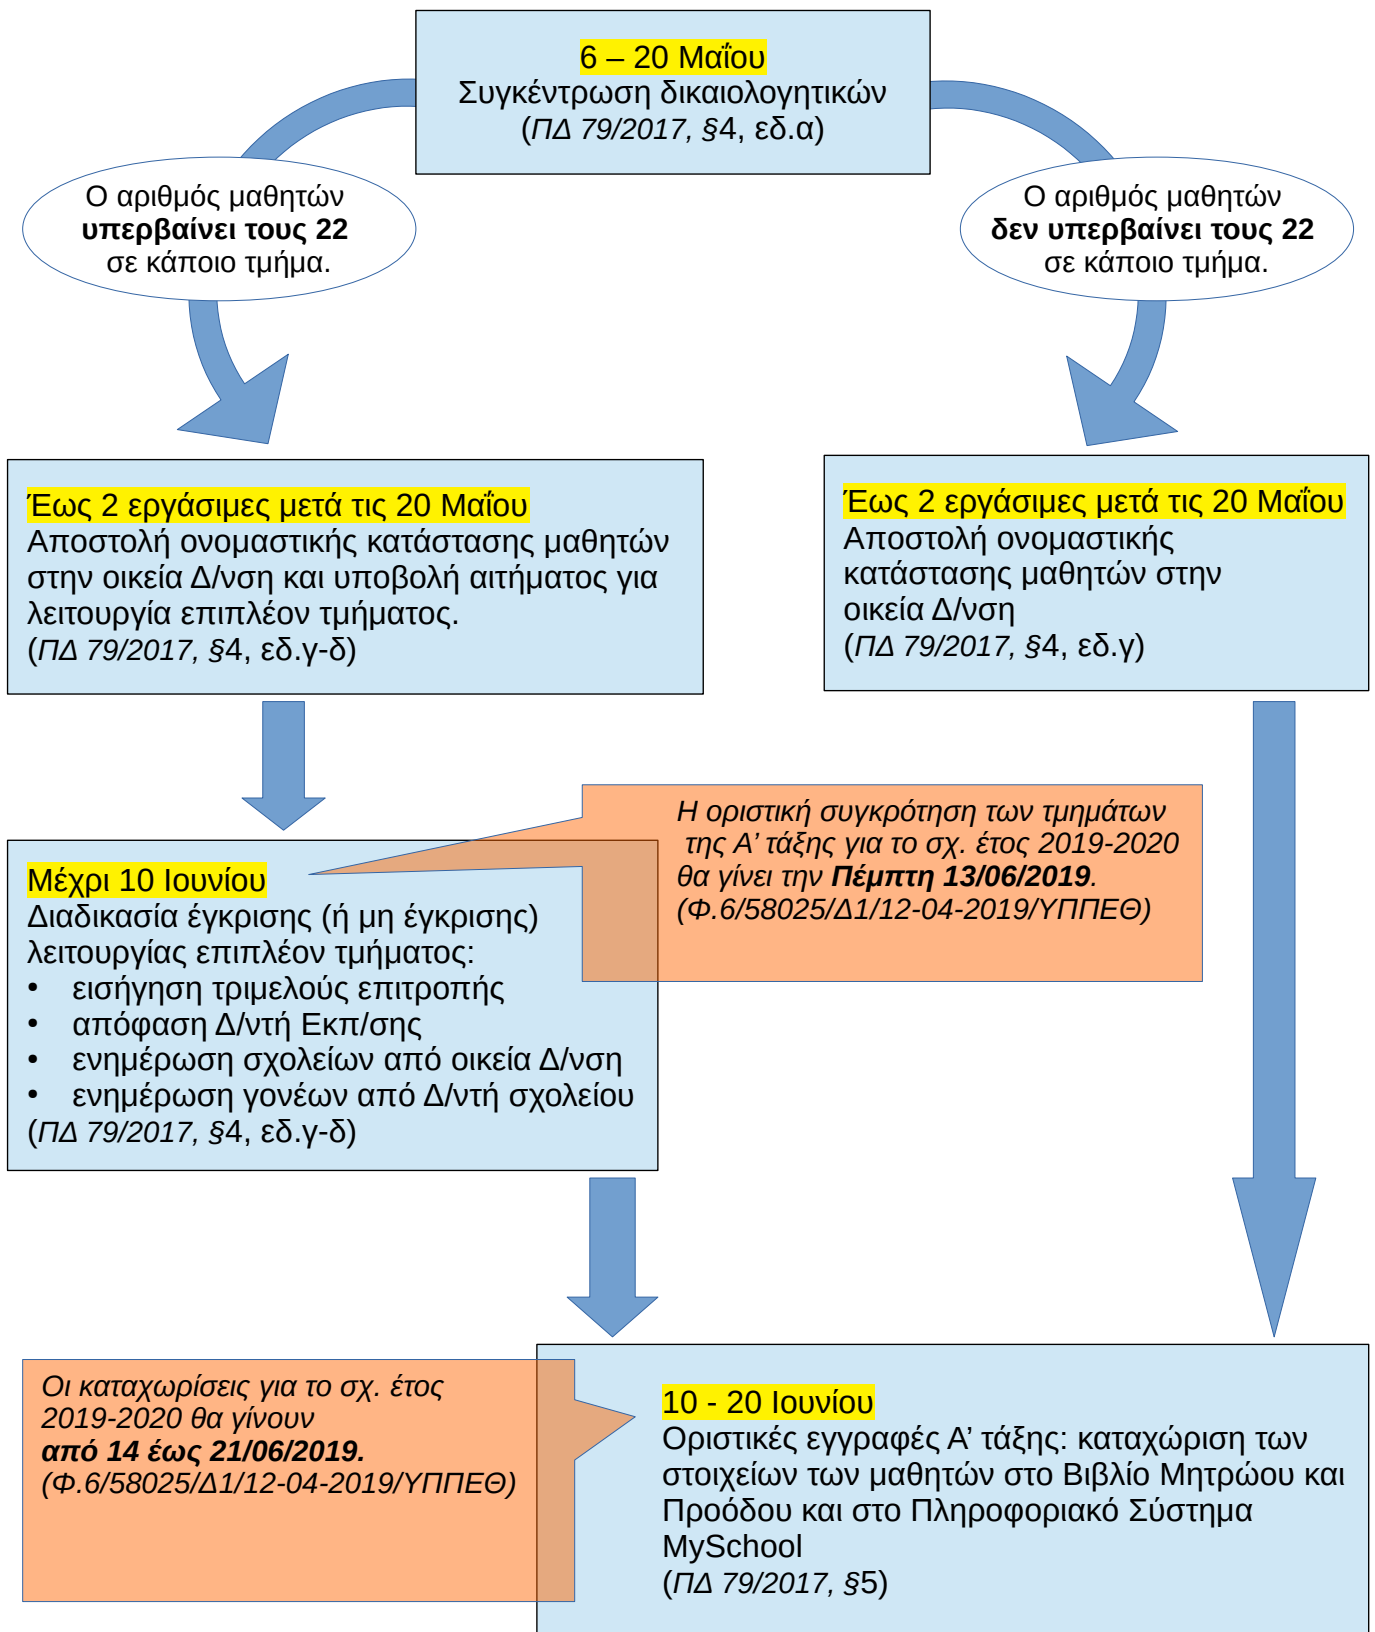 6 – 20 Μαΐου
Συγκέντρωση δικαιολογητικών
(ΠΔ 79/2017, §4, εδ.α)
Ο αριθμός μαθητών
υπερβαίνει τους 22
σε κάποιο τμήμα.
Ο αριθμός μαθητών
δεν υπερβαίνει τους 22
σε κάποιο τμήμα.
Έως 2 εργάσιμες μετά τις 20 Μαΐου
Αποστολή ονομαστικής κατάστασης μαθητών
στην οικεία Δ/νση και υποβολή αιτήματος για
λειτουργία επιπλέον τμήματος.
(ΠΔ 79/2017, §4, εδ.γ-δ)
Έως 2 εργάσιμες μετά τις 20 Μαΐου
Αποστολή ονομαστικής
κατάστασης μαθητών στην
οικεία Δ/νση
(ΠΔ 79/2017, §4, εδ.γ)
Η οριστική συγκρότηση των τμημάτων
της Α’ τάξης για το σχ. έτος 2019-2020
θα γίνει την Πέμπτη 13/06/2019.
(Φ.6/58025/Δ1/12-04-2019/ΥΠΠΕΘ)
Μέχρι 10 Ιουνίου
Διαδικασία έγκρισης (ή μη έγκρισης)
λειτουργίας επιπλέον τμήματος:
• εισήγηση τριμελούς επιτροπής
• απόφαση Δ/ντή Εκπ/σης
• ενημέρωση σχολείων από οικεία Δ/νση
• ενημέρωση γονέων από Δ/ντή σχολείου
(ΠΔ 79/2017, §4, εδ.γ-δ)
Οι καταχωρίσεις για το σχ. έτος
2019-2020 θα γίνουν
από 14 έως 21/06/2019.
(Φ.6/58025/Δ1/12-04-2019/ΥΠΠΕΘ)
10 - 20 Ιουνίου
Οριστικές εγγραφές Α’ τάξης: καταχώριση των
στοιχείων των μαθητών στο Βιβλίο Μητρώου και
Προόδου και στο Πληροφοριακό Σύστημα
MySchool
(ΠΔ 79/2017, §5)